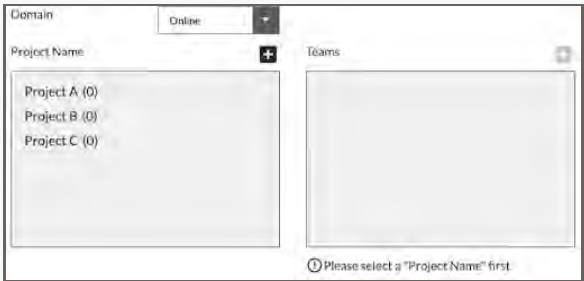 Domain
Online
Project Name
Teams
Project A (0)
Project B (0)
Project C (0)
Please select a "Project Name" first